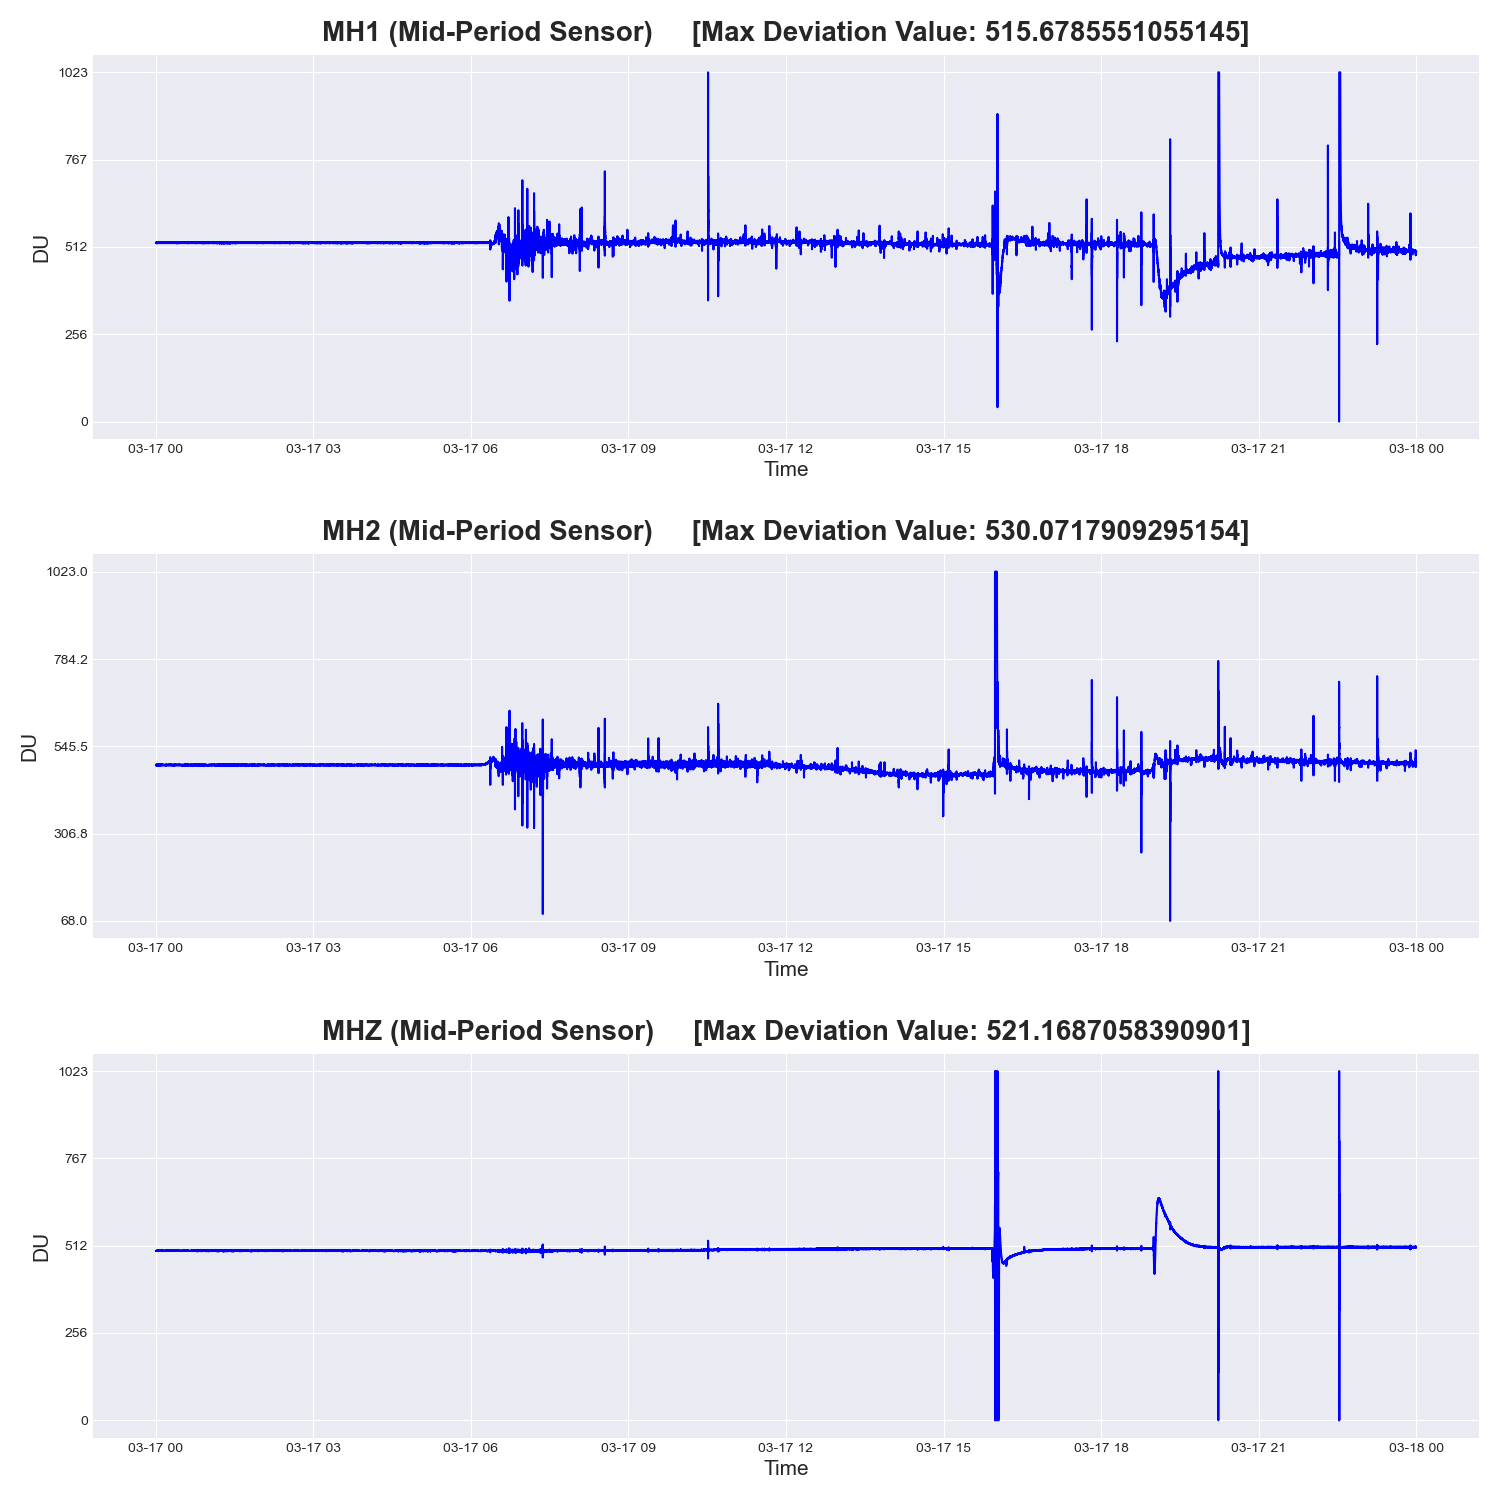 MH1 (Mid-Period Sensor) [Max Deviation Value: 515.6785551055145]
1023
767
512
256
0
DU
03-17 00 03-17 03 03-17 06 03-17 09 03-17 12 03-17 15 03-17 18 03-17 21 03-18 00
Time
MH2 (Mid-Period Sensor) [Max Deviation Value: 530.0717909295154]
1023.0
784.2
545.5
306.8
68.0
DU
03-17 00 03-17 03 03-17 06 03-17 09 03-17 12 03-17 15 03-17 18 03-17 21 03-18 00
Time
MHZ (Mid-Period Sensor) [Max Deviation Value: 521.1687058390901]
1023
767
512
256
0
DU
03-17 00 03-17 03 03-17 06 03-17 09 03-17 12 03-17 15 03-17 18 03-17 21 03-18 00
Time